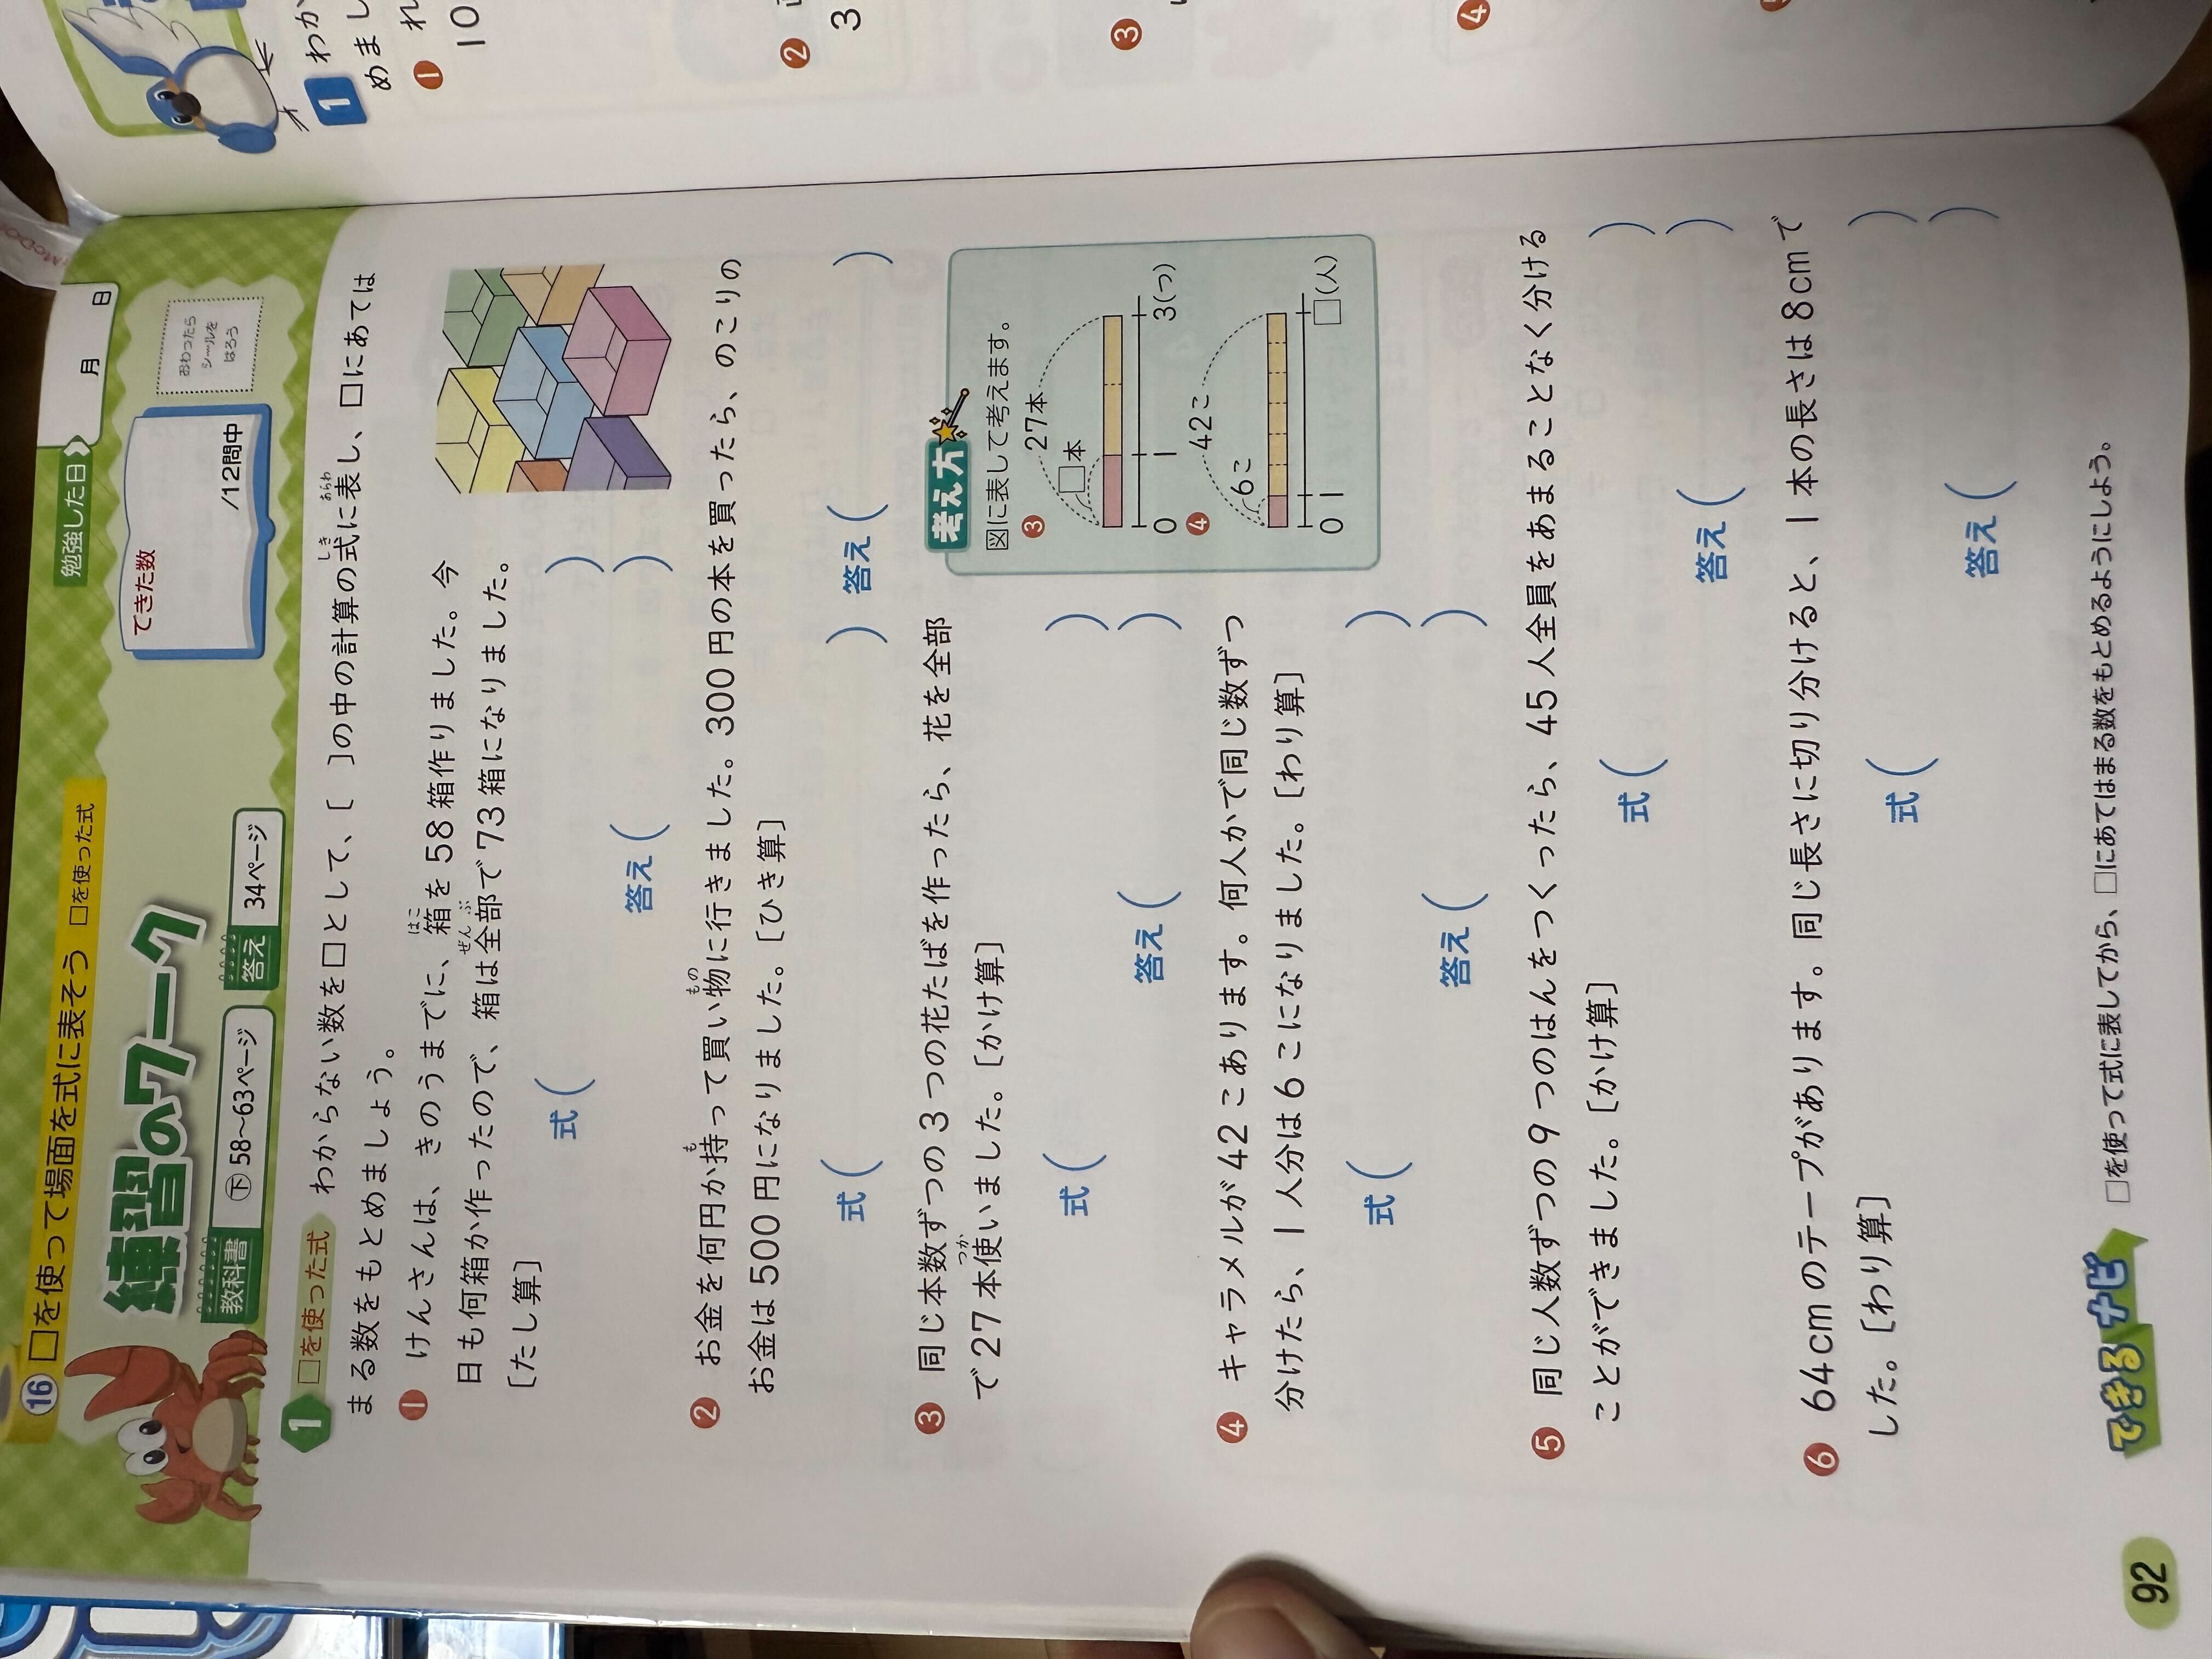 16 □を使って場面を式に表そう □を使った式
勉強した日
月 日
練習のワーク
できた数
/12問中
おわったら
シールを
はろう
教科書 下58〜63ページ 答え 34ページ
1 □を使った式 わからない数を□として、[ ]の中の計算の式に表し、□にあては
まる数をもとめましょう。
❶ けんさんは、きのうまでに、箱を58箱作りました。今
日も何箱か作ったので、箱は全部で73箱になりました。
[たし算]
式( )
答え( )
❷ お金を何円か持って買い物に行きました。300円の本を買ったら、のこりの
お金は500円になりました。[ひき算]
式( ) 答え( )
❸ 同じ本数ずつの3つの花たばを作ったら、花を全部
で27本使いました。[かけ算]
式( )
答え( )
考え方
図に表して考えます。
❸
27本
□本
0 1 3(つ)
❹
42こ
6こ
0 1 □(人)
❹ キャラメルが42こあります。何人かで同じ数ずつ
分けたら、1人分は6こになりました。[わり算]
式( )
答え( )
❺ 同じ人数ずつの9つのはんをつくったら、45人全員をあまることなく分ける
ことができました。[かけ算]
式( )
答え( )
❻ 64cmのテープがあります。同じ長さに切り分けると、1本の長さは8cmで
した。[わり算]
式( )
答え( )
できるナビ □を使って式に表してから、□にあてはまる数をもとめるようにしよう。
92
1 わか
めまし
❶ れ
10
❷
3
❸
❹